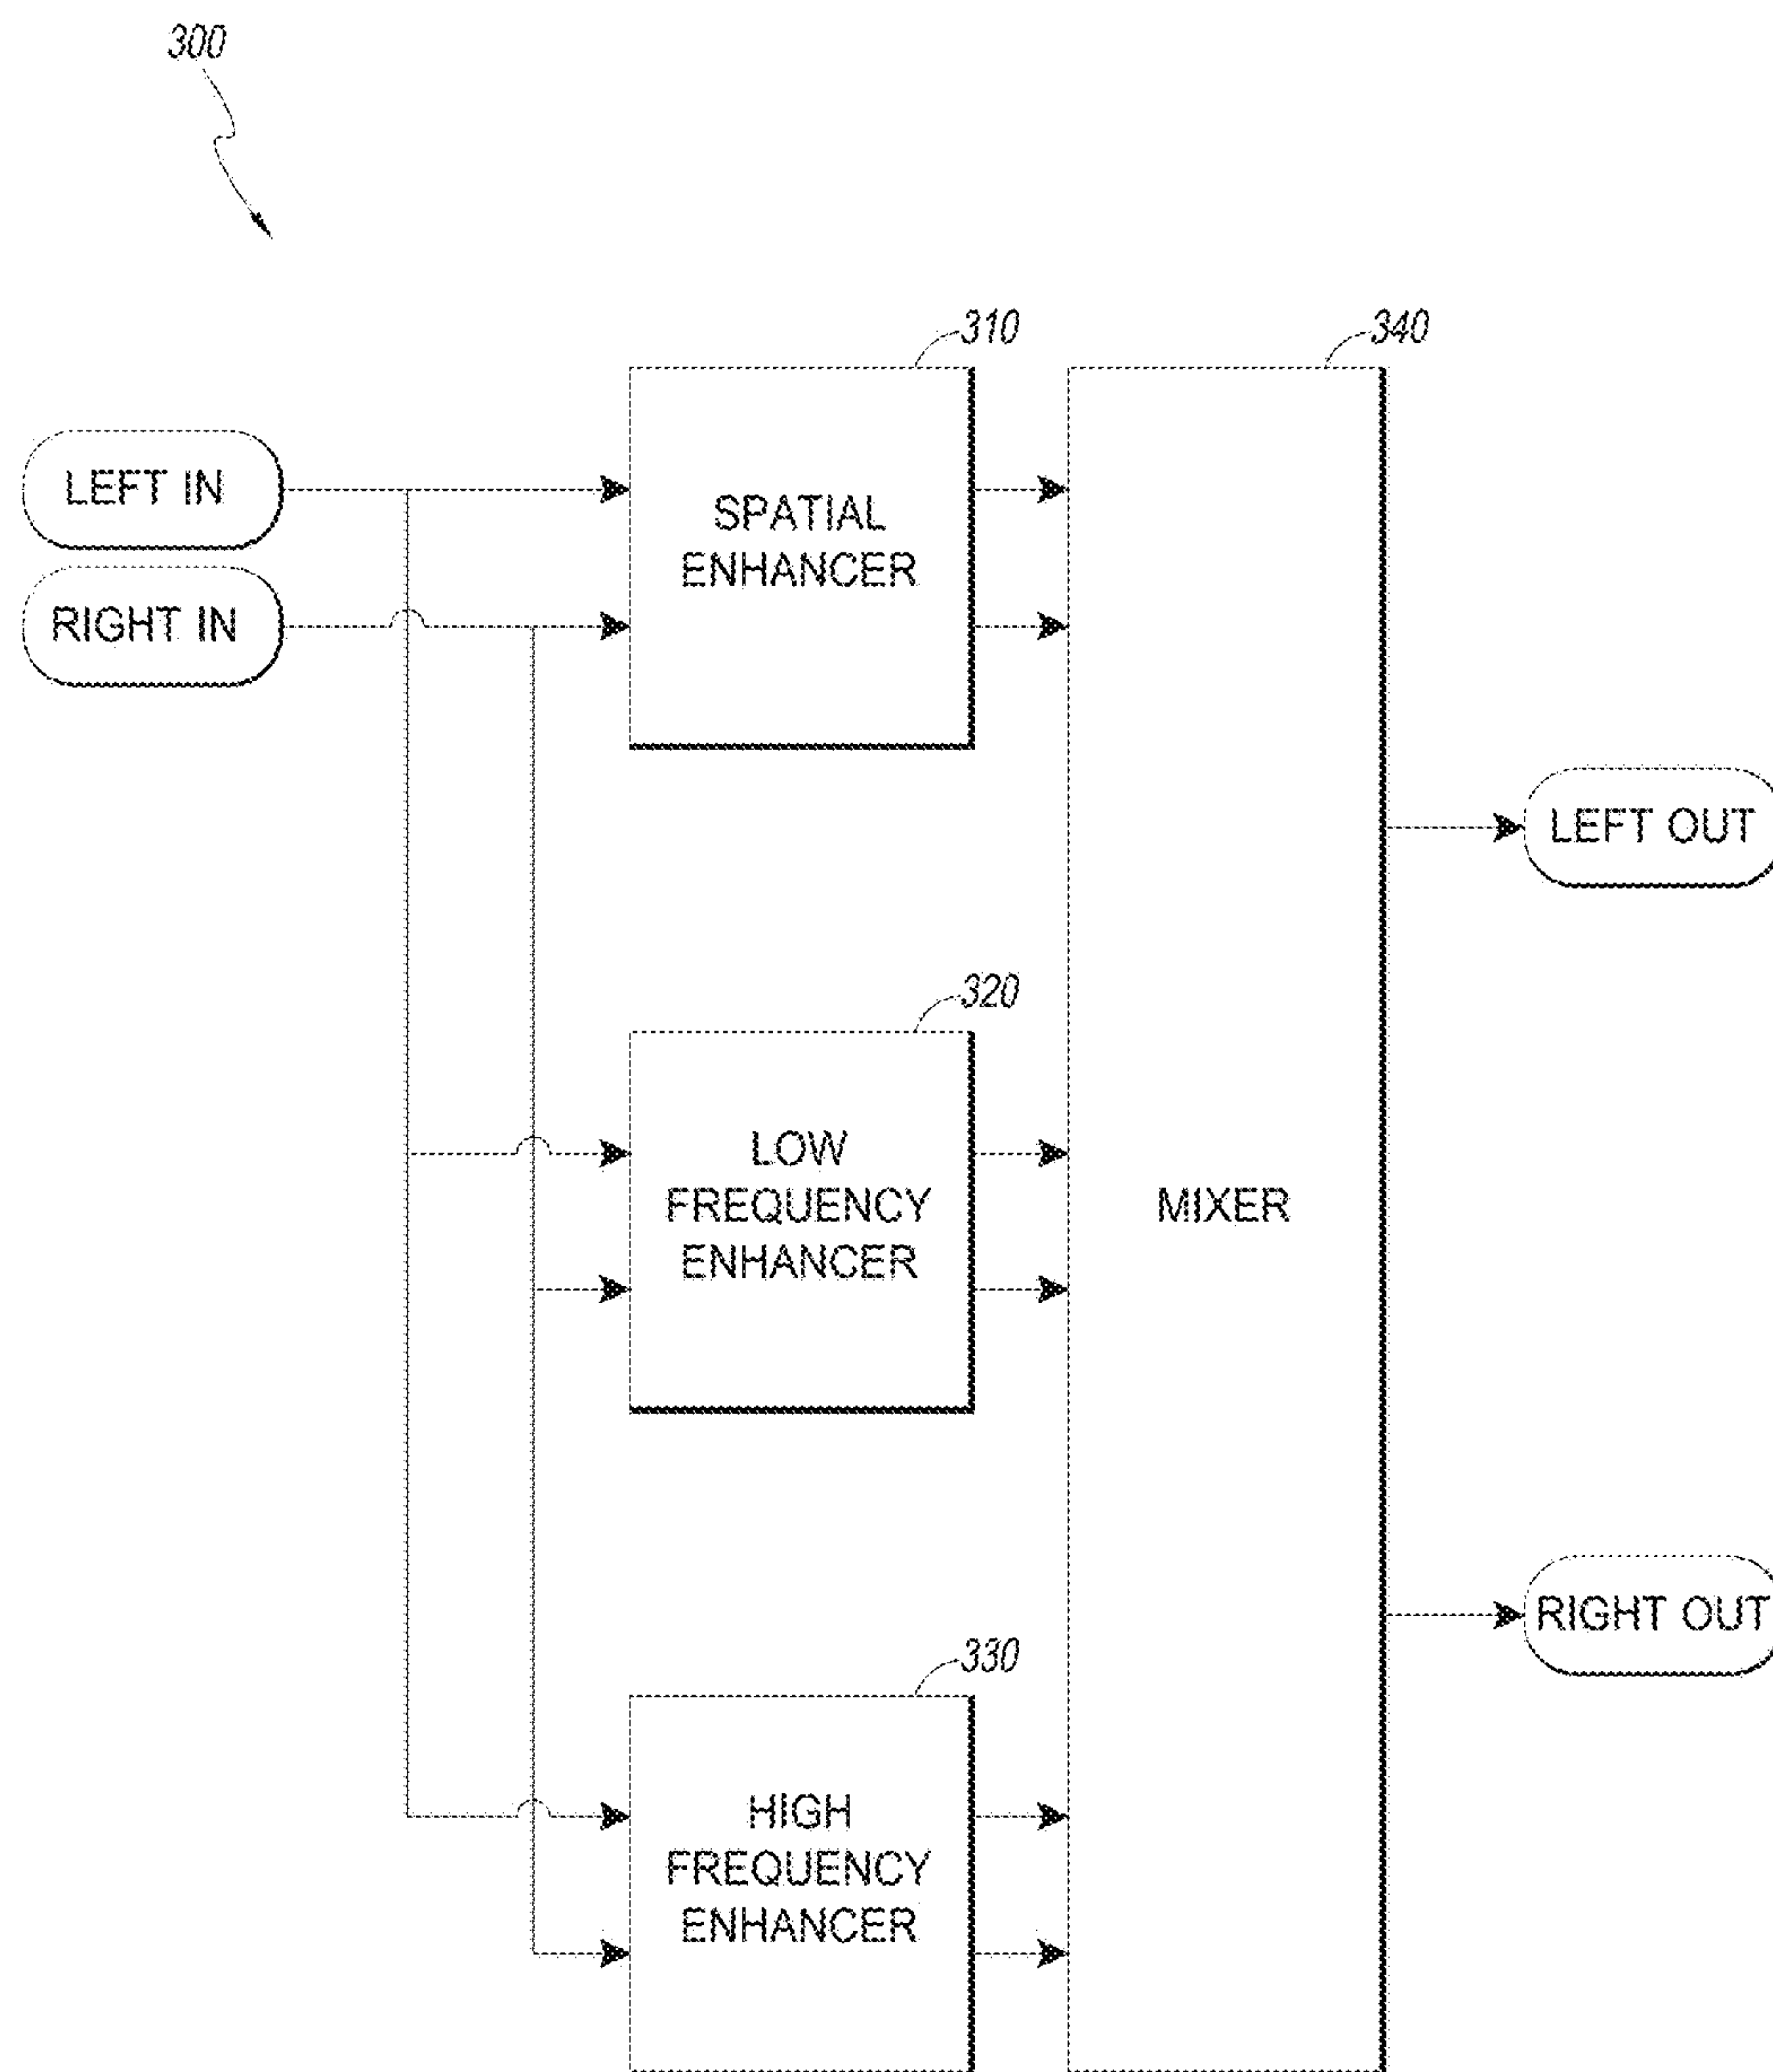 300
310
340
LEFT IN
RIGHT IN
SPATIAL
ENHANCER
LEFT OUT
320
LOW
FREQUENCY
ENHANCER
MIXER
RIGHT OUT
330
HIGH
FREQUENCY
ENHANCER